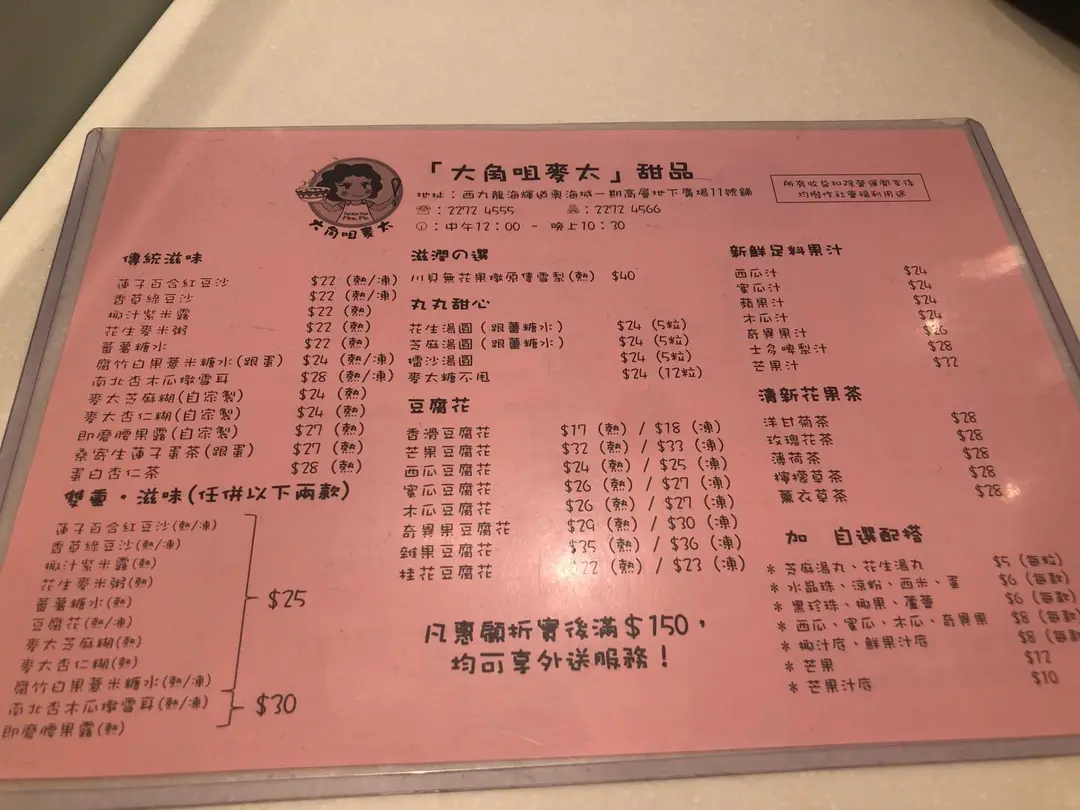 「大角咀麥太」甜品
地址：西九龍海輝道奧海城一期高層地下廣場11號舖
☎：2272 4555 2272 4566
中午12：00 - 晚上10：30
所有收益扣除營運開支後
均撥作社會福利用途
大角咀麥太
傳統滋味
蓮子百合紅豆沙 $22 (熱/凍)
香草綠豆沙 $22 (熱/凍)
椰汁紫米露 $22 (熱)
花生麥米粥 $22 (熱)
蕃薯糖水 $22 (熱)
腐竹白果薏米糖水(跟蛋) $24 (熱/凍)
南北杏木瓜燉雪耳 $28 (熱/凍)
麥太芝麻糊(自家製) $24 (熱)
麥太杏仁糊(自家製) $24 (熱)
即磨腰果露(自家製) $27 (熱)
桑寄生蓮子蛋茶(跟蛋) $27 (熱)
蛋白杏仁茶 $28 (熱)
雙重・滋味(任併以下兩款)
蓮子百合紅豆沙(熱/凍)
香草綠豆沙(熱/凍)
椰汁紫米露(熱)
花生麥米粥(熱)
蕃薯糖水(熱)
豆腐花(熱/凍)
麥太芝麻糊(熱)
麥太杏仁糊(熱)
腐竹白果薏米糖水(熱/凍)
$25
南北杏木瓜燉雪耳(熱/凍)
即磨腰果露(熱)
$30
滋潤の選
川貝無花果燉原隻雪梨(熱) $40
丸丸甜心
花生湯圓(跟薑糖水) $24 (5粒)
芝麻湯圓(跟薑糖水) $24 (5粒)
擂沙湯圓 $24 (5粒)
麥太糖不甩 $24 (12粒)
豆腐花
香滑豆腐花 $17 (熱) / $18 (凍)
芒果豆腐花 $32 (熱) / $33 (凍)
西瓜豆腐花 $24 (熱) / $25 (凍)
蜜瓜豆腐花 $26 (熱) / $27 (凍)
木瓜豆腐花 $26 (熱) / $27 (凍)
奇異果豆腐花 $29 (熱) / $30 (凍)
雜果豆腐花 $35 (熱) / $36 (凍)
桂花豆腐花 $22 (熱) / $23 (凍)
凡惠顧折實後滿$150，
均可享外送服務！
新鮮足料果汁
西瓜汁 $24
蜜瓜汁 $24
蘋果汁 $24
木瓜汁 $24
奇異果汁 $26
士多啤梨汁 $28
芒果汁 $32
清新花果茶
洋甘菊茶 $28
玫瑰花茶 $28
薄荷茶 $28
檸檬草茶 $28
薰衣草茶 $28
加 自選配搭
* 芝麻湯丸、花生湯丸 $5 (每粒)
* 水晶珠、涼粉、西米、蛋 $6 (每款)
* 黑珍珠、椰果、蘆薈 $6 (每款)
* 西瓜、蜜瓜、木瓜、奇異果 $8 (每款)
* 椰汁底、鮮果汁底 $8 (每款)
* 芒果 $12
* 芒果汁底 $10